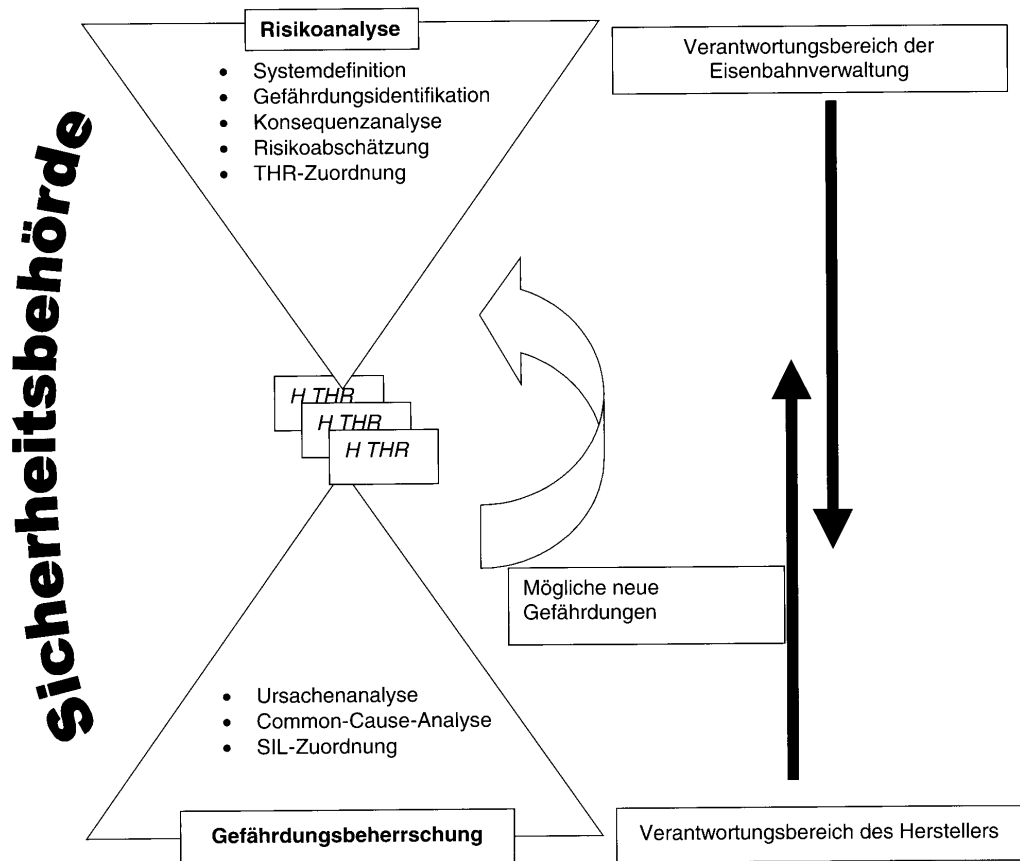 Risikoanalyse
• Systemdefinition
• Gefährdungsidentifikation
• Konsequenzanalyse
• Risikoabschätzung
• THR-Zuordnung
Verantwortungsbereich der
Eisenbahnverwaltung
Sicherheitsbehörde
H THR
H THR
H THR
Mögliche neue
Gefährdungen
• Ursachenanalyse
• Common-Cause-Analyse
• SIL-Zuordnung
Gefährdungsbeherrschung
Verantwortungsbereich des Herstellers